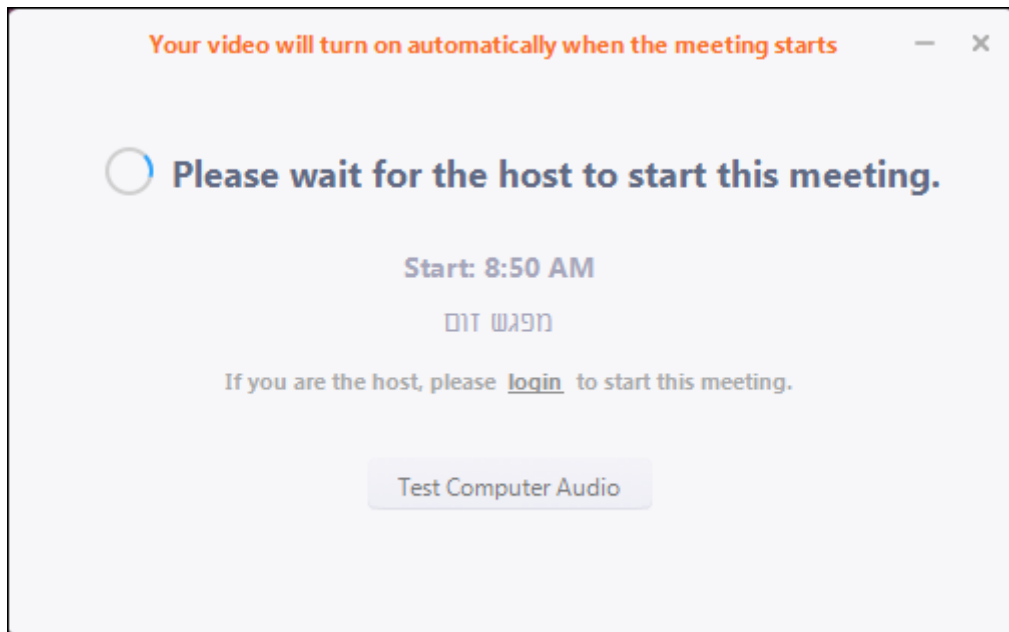 Your video will turn on automatically when the meeting starts
Please wait for the host to start this meeting.
Start: 8:50 AM
מפגש זום
If you are the host, please login to start this meeting.
Test Computer Audio